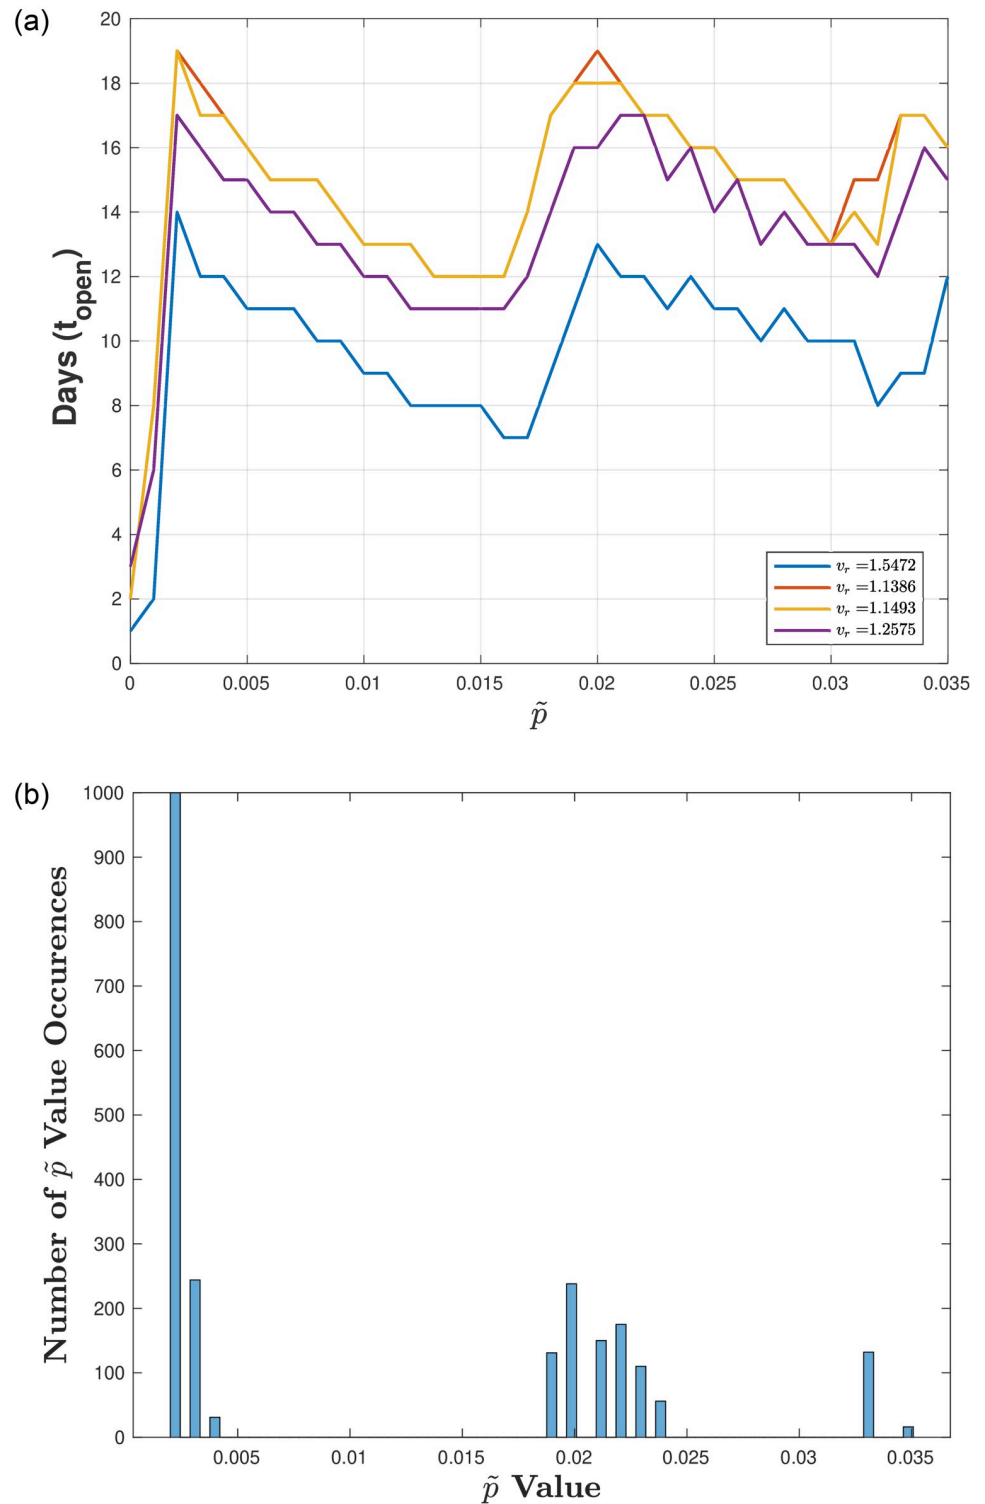 (a)
Days (t_open)
20
18
16
14
12
10
8
6
4
2
0
v_r =1.5472
v_r =1.1386
v_r =1.1493
v_r =1.2575
0 0.005 0.01 0.015 0.02 0.025 0.03 0.035
p̃
(b)
Number of p̃ Value Occurences
1000
900
800
700
600
500
400
300
200
100
0
0.005 0.01 0.015 0.02 0.025 0.03 0.035
p̃ Value